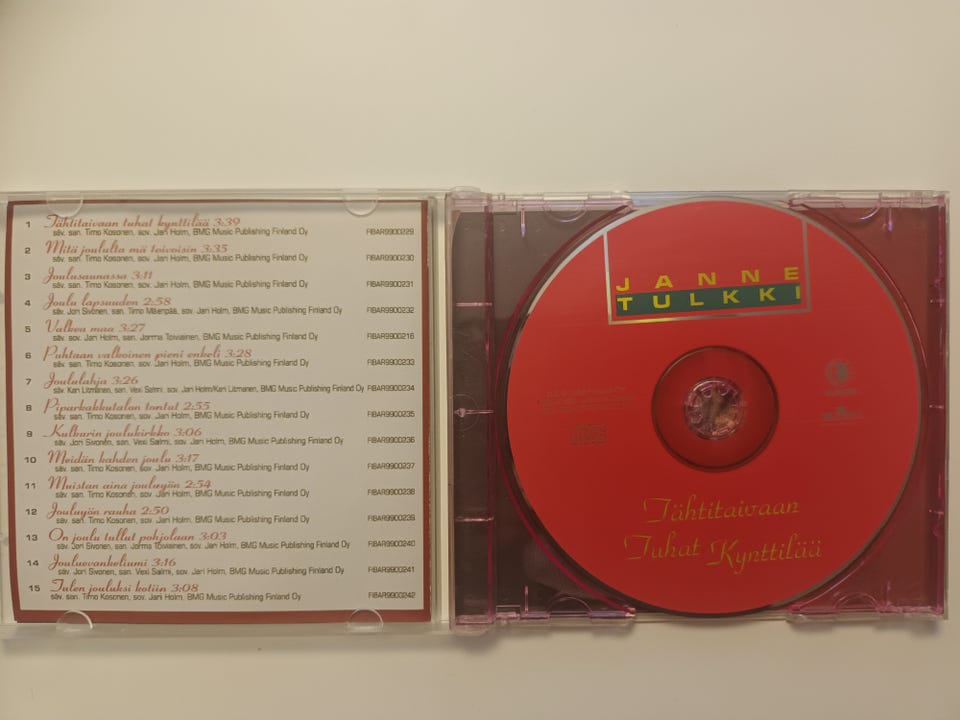 1 Tähtitaivaan tuhat kynttilää 3:39
säv. san. Timo Kosonen, sov. Jari Holm, BMG Music Publishing Finland Oy FIBAR9900229
2 Mitä joululta mä toivoisin 3:35
säv. san. Timo Kosonen, sov. Jari Holm, BMG Music Publishing Finland Oy FIBAR9900230
3 Joulusaunassa 3:11
säv. san. Timo Kosonen, sov. Jari Holm, BMG Music Publishing Finland Oy FIBAR9900231
4 Joulu lapsuuden 2:58
säv. Jori Sivonen, san. Timo Mäenpää, sov. Jari Holm, BMG Music Publishing Finland Oy FIBAR9900232
5 Valkea maa 3:27
säv. sov. Jari Holm, san. Jorma Toiviainen, BMG Music Publishing Finland Oy FIBAR9900216
6 Puhtaan valkoinen pieni enkeli 3:28
säv. san. Timo Kosonen, sov. Jari Holm, BMG Music Publishing Finland Oy FIBAR9900233
7 Joululahja 3:26
säv. Kari Litmanen, san. Vexi Salmi, sov. Jari Holm/Kari Litmanen, BMG Music Publishing Finland Oy FIBAR9900234
8 Piparkakkutalon tontut 2:55
säv. san. Timo Kosonen, sov. Jari Holm, BMG Music Publishing Finland Oy FIBAR9900235
9 Kulkurin joulukirkko 3:06
säv. Jori Sivonen, san. Vexi Salmi, sov. Jari Holm, BMG Music Publishing Finland Oy FIBAR9900236
10 Meidän kahden joulu 3:17
säv. san. Timo Kosonen, sov. Jari Holm, BMG Music Publishing Finland Oy FIBAR9900237
11 Muistan aina jouluyön 2:54
säv. san. Timo Kosonen, sov. Jari Holm, BMG Music Publishing Finland Oy FIBAR9900238
12 Jouluyön rauha 2:50
säv. san. Timo Kosonen, sov. Jari Holm, BMG Music Publishing Finland Oy FIBAR9900239
13 On joulu tullut pohjolaan 3:03
säv. Jori Sivonen, san. Jorma Toiviainen, sov. Jari Holm, BMG Music Publishing Finland Oy FIBAR9900240
14 Jouluevankeliumi 3:16
säv. Jori Sivonen, san. Vexi Salmi, sov. Jari Holm, BMG Music Publishing Finland Oy FIBAR9900241
15 Tulen jouluksi kotiin 3:08
säv. san. Timo Kosonen, sov. Jari Holm, BMG Music Publishing Finland Oy FIBAR9900242
JANNE
TULKKI
Tähtitaivaan
Tuhat Kynttilää